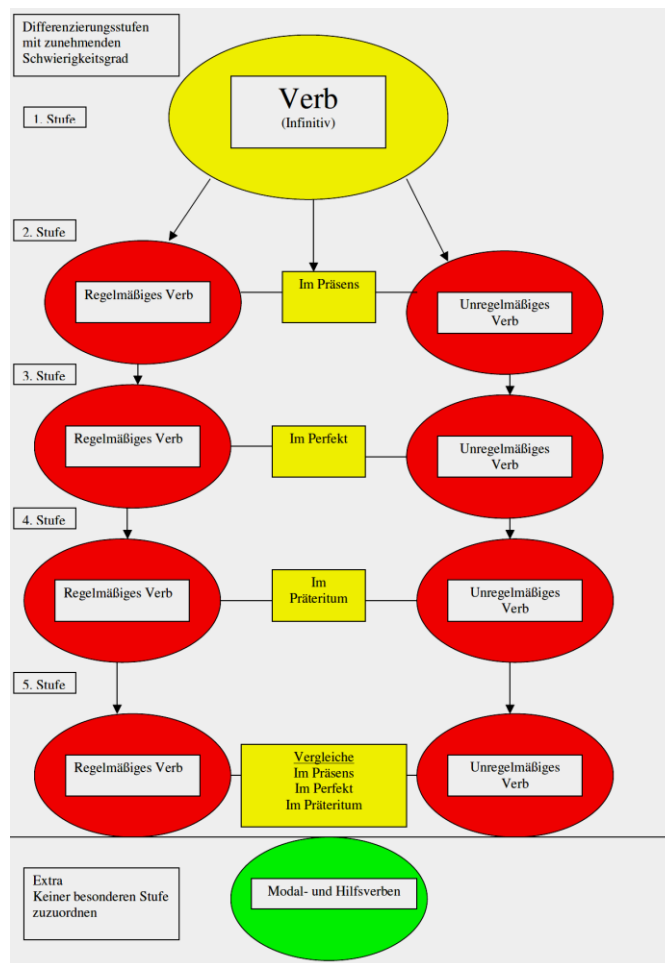 Differenzierungsstufen
mit zunehmenden
Schwierigkeitsgrad
Verb
(Infinitiv)
1. Stufe
2. Stufe
Regelmäßiges Verb
Im Präsens
Unregelmäßiges
Verb
3. Stufe
Regelmäßiges Verb
Im Perfekt
Unregelmäßiges
Verb
4. Stufe
Regelmäßiges Verb
Im
Präteritum
Unregelmäßiges
Verb
5. Stufe
Regelmäßiges Verb
Vergleiche
Im Präsens
Im Perfekt
Im Präteritum
Unregelmäßiges
Verb
Extra
Keiner besonderen Stufe
zuzuordnen
Modal- und Hilfsverben